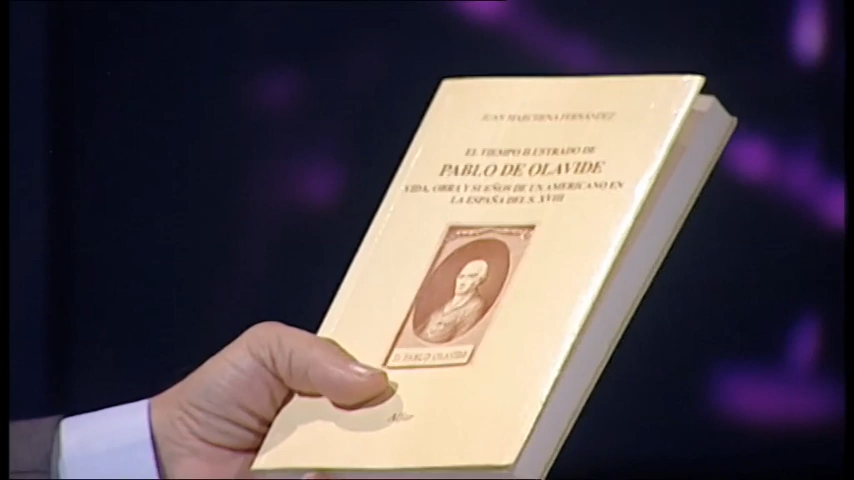 JUAN MARCHENA FERNÁNDEZ
EL TIEMPO ILUSTRADO DE
PABLO DE OLAVIDE
VIDA, OBRA Y SUEÑOS DE UN AMERICANO EN
LA ESPAÑA DEL S. XVIII
D. PABLO OLAVIDE
Alfar